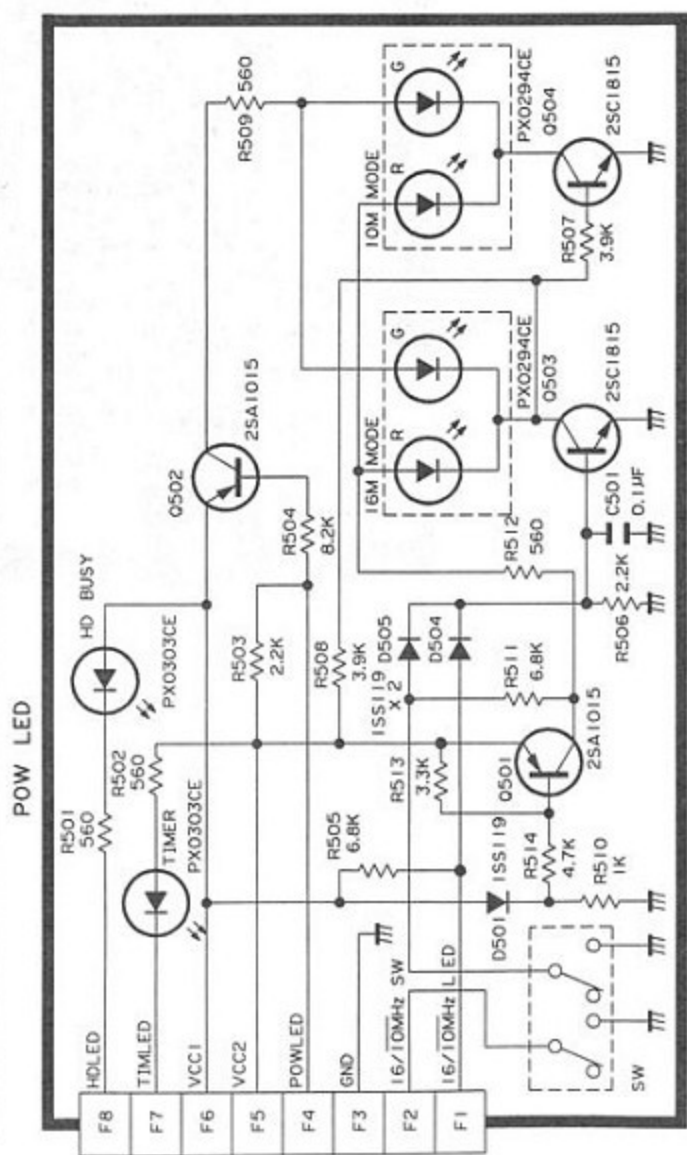 POW LED
F8
F7
F6
F5
F4
F3
F2
F1
HDLED
TIMLED
VCC1
VCC2
POWLED
GND
16/10MHz SW
16/10MHz LED
SW
R501
560
HD BUSY
PX0303CE
TIMER
PX0303CE
R502
560
Q502
2SA1015
R509
560
R503
2.2K
R504
8.2K
R505
6.8K
R508
3.9K
1SS119
x 2
D505
D504
R513
3.3K
R511
6.8K
R512
560
D501
1SS119
R514
4.7K
R510
1K
Q501
2SA1015
R506
2.2K
C501
0.1μF
16M MODE
R
G
PX0294CE
Q503
2SC1815
10M MODE
R
G
PX0294CE
Q504
2SC1815
R507
3.9K